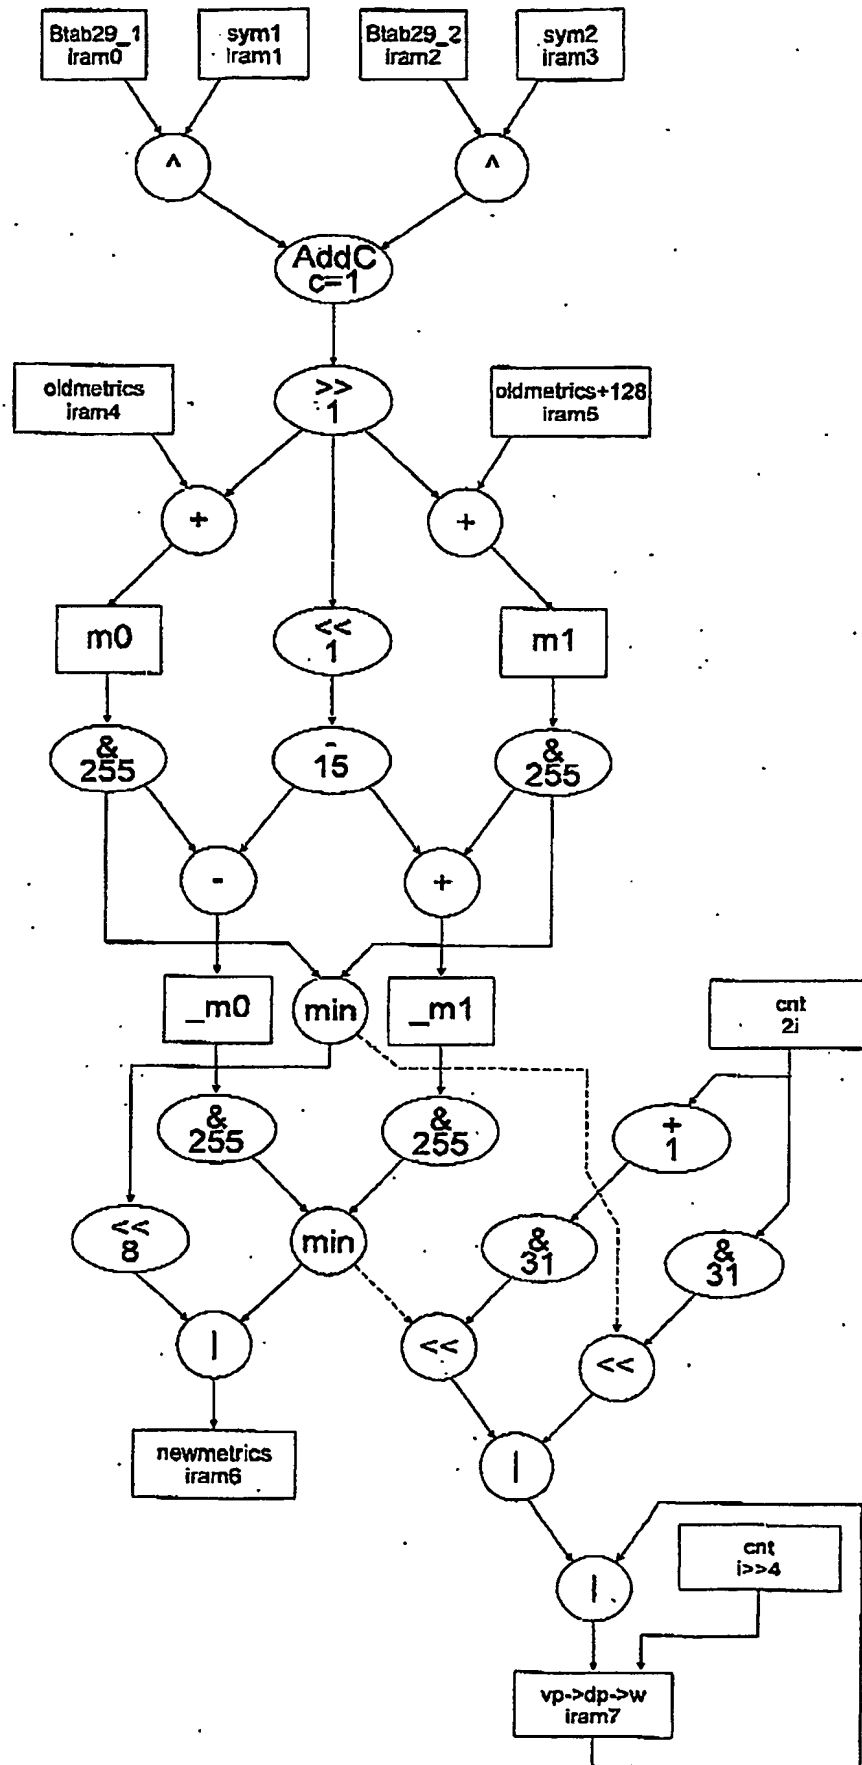 Btab29_1
iram0
sym1
iram1
Btab29_2
iram2
sym2
iram3
^
^
AddC
c=1
oldmetrics
iram4
>>
1
oldmetrics+128
iram5
+
+
m0
<<
1
m1
&
255
-
15
&
255
-
+
_m0
min
_m1
cnt
2i
&
255
&
255
+
1
<<
8
min
&
31
&
31
|
<<
<<
newmetrics
iram6
|
|
cnt
i>>4
vp->dp->w
iram7